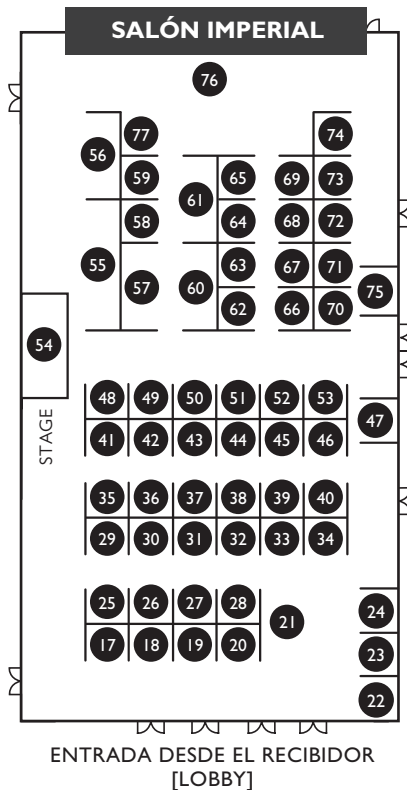 SALÓN IMPERIAL
76
77
74
56
59
65
69
73
61
58
64
68
72
55
63
67
71
57
60
75
62
66
70
54
48 49 50 51 52 53
47
STAGE
41 42 43 44 45 46
35 36 37 38 39 40
29 30 31 32 33 34
25 26 27 28
24
21
17 18 19 20
23
22
ENTRADA DESDE EL RECIBIDOR
[LOBBY]